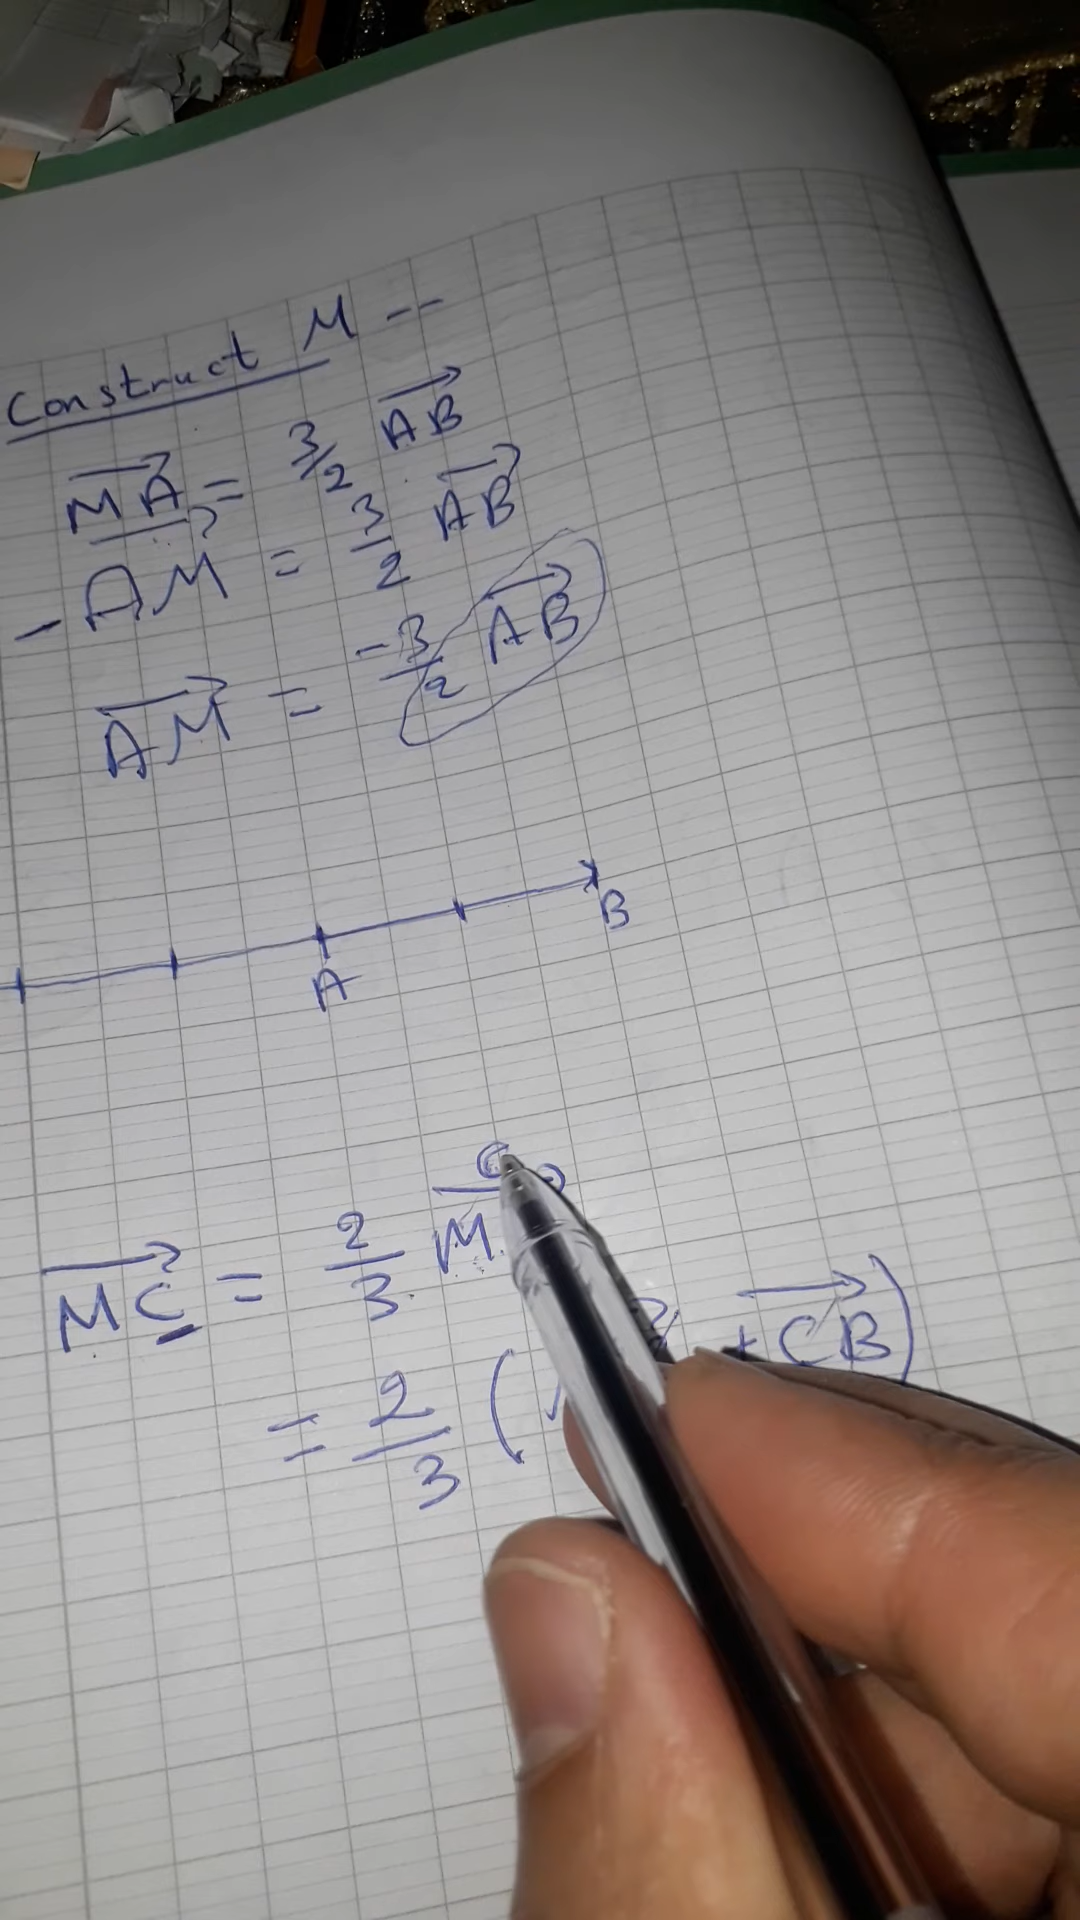 Construct M --
MA = 3/2 AB
- AM = 3/2 AB
AM = -3/2 AB
B
A
C
MC = 2/3 M
= 2/3 ( + CB )